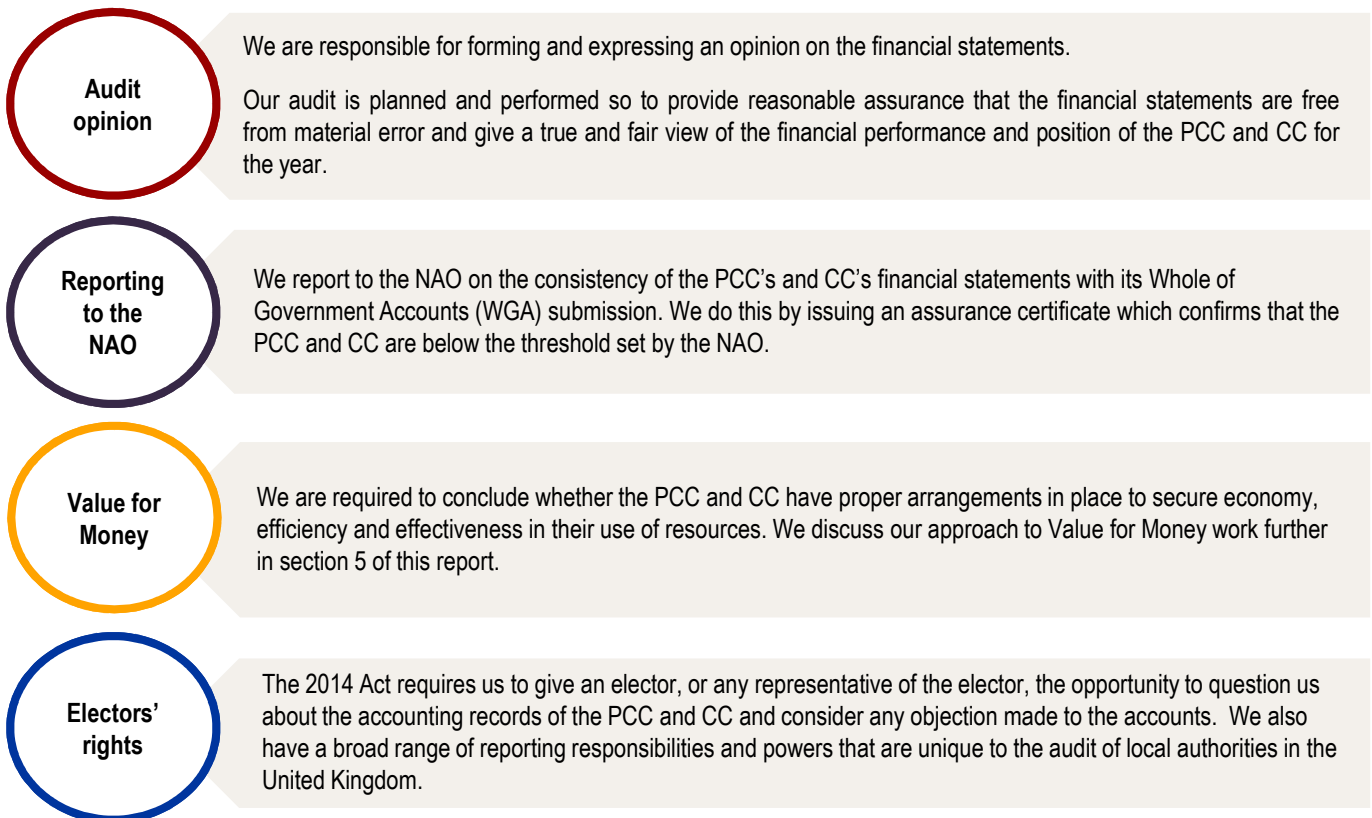 Audit
opinion
We are responsible for forming and expressing an opinion on the financial statements.
Our audit is planned and performed so to provide reasonable assurance that the financial statements are free
from material error and give a true and fair view of the financial performance and position of the PCC and CC for
the year.
Reporting
to the
NAO
We report to the NAO on the consistency of the PCC’s and CC’s financial statements with its Whole of
Government Accounts (WGA) submission. We do this by issuing an assurance certificate which confirms that the
PCC and CC are below the threshold set by the NAO.
Value for
Money
We are required to conclude whether the PCC and CC have proper arrangements in place to secure economy,
efficiency and effectiveness in their use of resources. We discuss our approach to Value for Money work further
in section 5 of this report.
Electors’
rights
The 2014 Act requires us to give an elector, or any representative of the elector, the opportunity to question us
about the accounting records of the PCC and CC and consider any objection made to the accounts. We also
have a broad range of reporting responsibilities and powers that are unique to the audit of local authorities in the
United Kingdom.